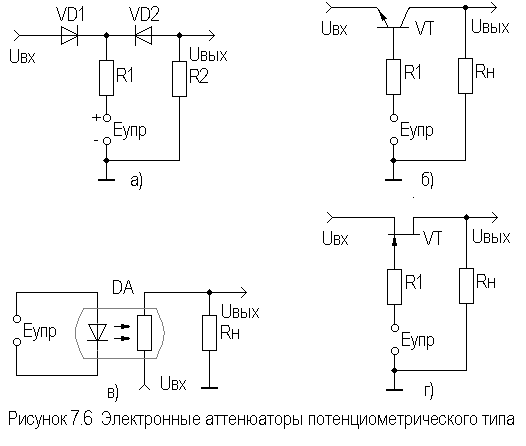 VD1 VD2
Uвх Uвых
R1 R2
+
Eупр
-
а)
Uвх VT Uвых
R1 Rн
Eупр
б)
DA
Eупр Uвых
Rн
Uвх
в)
Uвх VT Uвых
R1 Rн
Eупр
г)
Рисунок 7.6 Электронные аттенюаторы потенциометрического типа